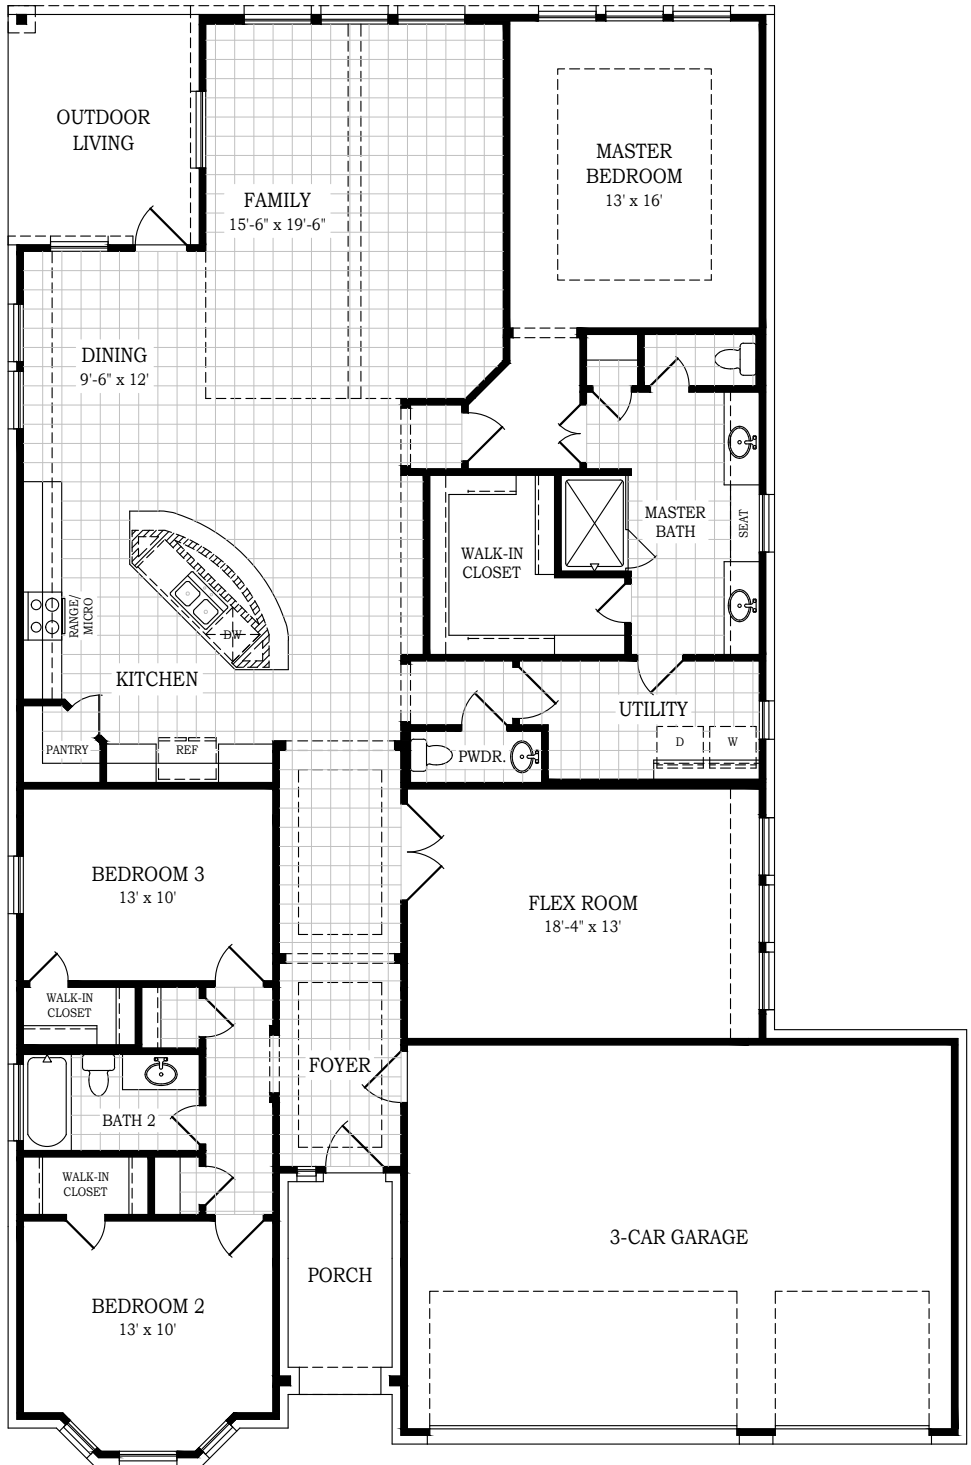 OUTDOOR
LIVING
FAMILY
15'-6" x 19'-6"
MASTER
BEDROOM
13' x 16'
DINING
9'-6" x 12'
MASTER
BATH
SEAT
WALK-IN
CLOSET
RANGE/
MICRO
DW
KITCHEN
UTILITY
PANTRY
REF
PWDR.
D
W
BEDROOM 3
13' x 10'
FLEX ROOM
18'-4" x 13'
WALK-IN
CLOSET
FOYER
BATH 2
WALK-IN
CLOSET
3-CAR GARAGE
PORCH
BEDROOM 2
13' x 10'